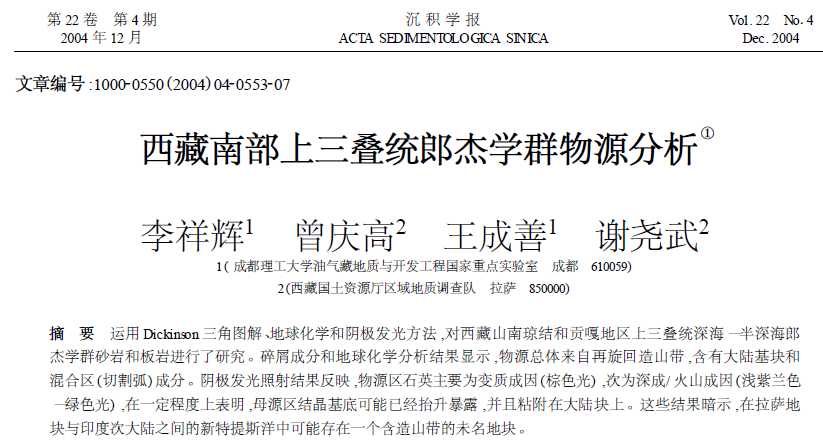 第 22 卷 第 4 期 沉 积 学 报 Vol. 22 No. 4
2004 年 12 月 ACTA SEDIMENTOLOGICA SINICA Dec. 2004
文章编号:1000-0550(2004)04-0553-07
西藏南部上三叠统郎杰学群物源分析①
李祥辉1 曾庆高2 王成善1 谢尧武2
1( 成都理工大学油气藏地质与开发工程国家重点实验室 成都 610059)
2(西藏国土资源厅区域地质调查队 拉萨 850000)
摘 要 运用 Dickinson 三角图解、地球化学和阴极发光方法,对西藏山南琼结和贡嘎地区上三叠统深海—半深海郎
杰学群砂岩和板岩进行了研究。碎屑成分和地球化学分析结果显示,物源总体来自再旋回造山带,含有大陆基块和
混合区(切割弧)成分。阴极发光照射结果反映,物源区石英主要为变质成因(棕色光),次为深成/火山成因(浅紫兰色
—绿色光),在一定程度上表明,母源区结晶基底可能已经抬升暴露,并且粘附在大陆块上。这些结果暗示,在拉萨地
块与印度次大陆之间的新特提斯洋中可能存在一个含造山带的未名地块。